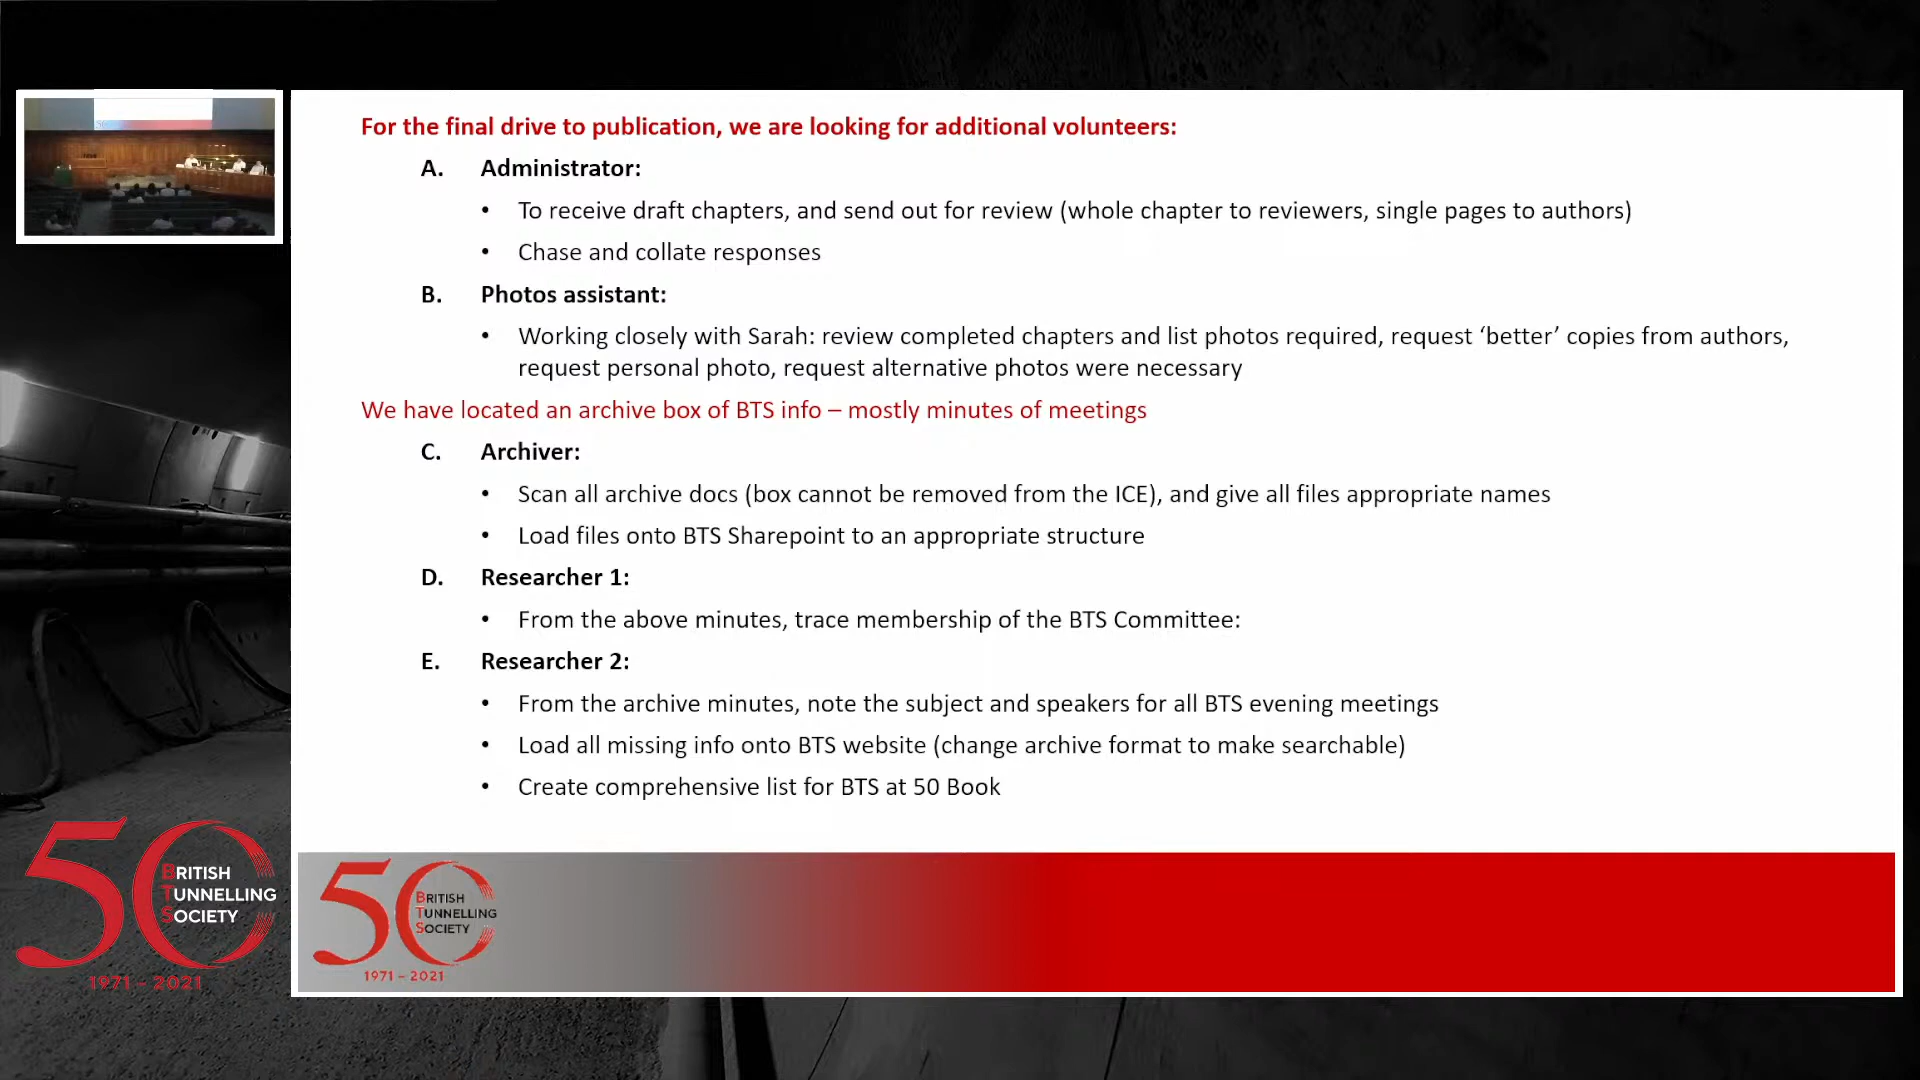 For the final drive to publication, we are looking for additional volunteers:
A. Administrator:
• To receive draft chapters, and send out for review (whole chapter to reviewers, single pages to authors)
• Chase and collate responses
B. Photos assistant:
• Working closely with Sarah: review completed chapters and list photos required, request ‘better’ copies from authors,
request personal photo, request alternative photos were necessary
We have located an archive box of BTS info – mostly minutes of meetings
C. Archiver:
• Scan all archive docs (box cannot be removed from the ICE), and give all files appropriate names
• Load files onto BTS Sharepoint to an appropriate structure
D. Researcher 1:
• From the above minutes, trace membership of the BTS Committee:
E. Researcher 2:
• From the archive minutes, note the subject and speakers for all BTS evening meetings
• Load all missing info onto BTS website (change archive format to make searchable)
• Create comprehensive list for BTS at 50 Book
50
BRITISH
TUNNELLING
SOCIETY
1971 – 2021
50
BRITISH
TUNNELLING
SOCIETY
1971 – 2021